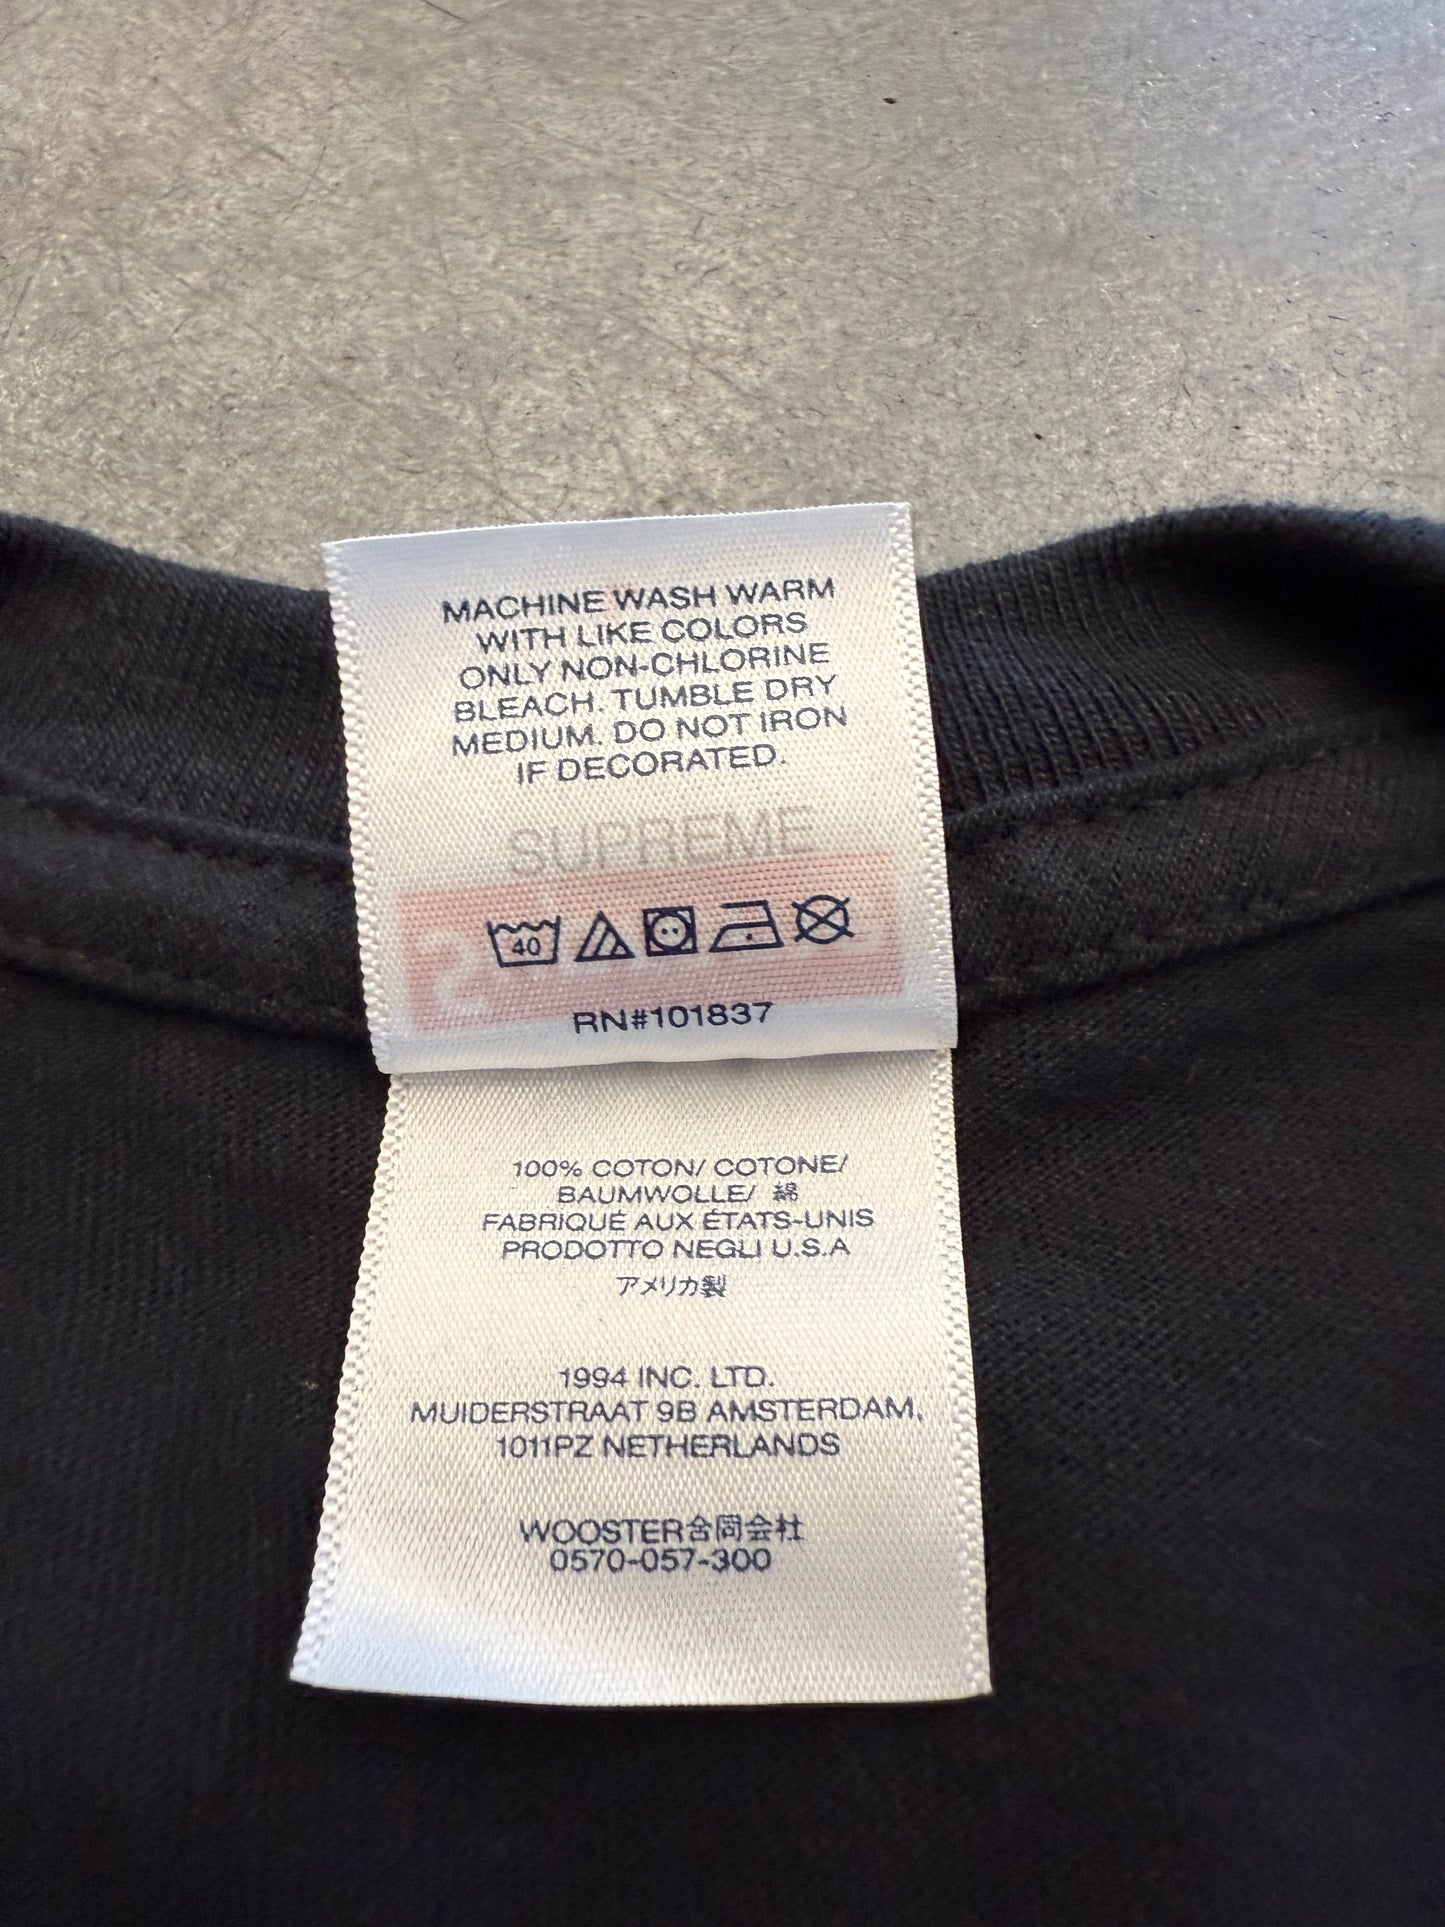 MACHINE WASH WARM
WITH LIKE COLORS
ONLY NON-CHLORINE
BLEACH. TUMBLE DRY
MEDIUM. DO NOT IRON
IF DECORATED.
SUPREME
40
RN#101837
100% COTON/ COTONE/
BAUMWOLLE/ 綿
FABRIQUÉ AUX ÉTATS-UNIS
PRODOTTO NEGLI U.S.A
アメリカ製
1994 INC. LTD.
MUIDERSTRAAT 9B AMSTERDAM,
1011PZ NETHERLANDS
WOOSTER合同会社
0570-057-300